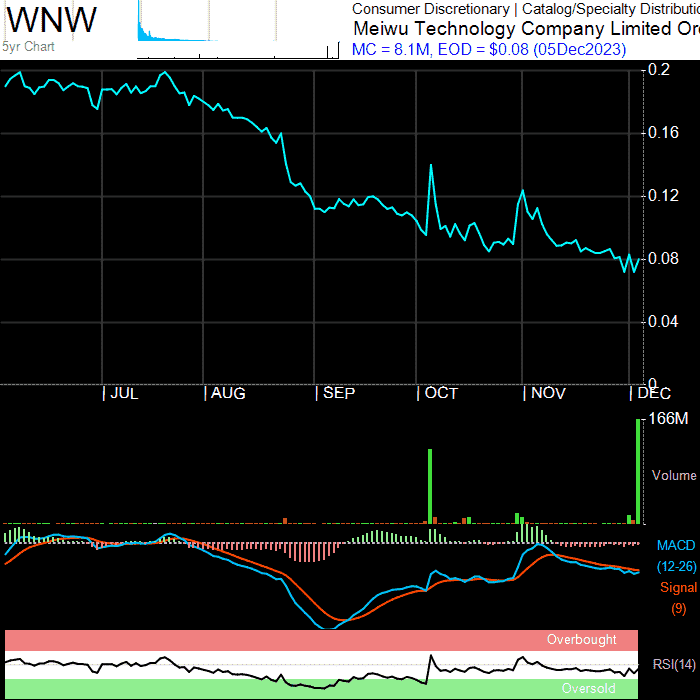 WNW
5yr Chart
Consumer Discretionary | Catalog/Specialty Distributio
Meiwu Technology Company Limited Or
MC = 8.1M, EOD = $0.08 (05Dec2023)
0.2
0.16
0.12
0.08
0.04
0
JUL AUG SEP OCT NOV DEC
166M
Volume
MACD
(12-26)
Signal
(9)
Overbought
RSI(14)
Oversold